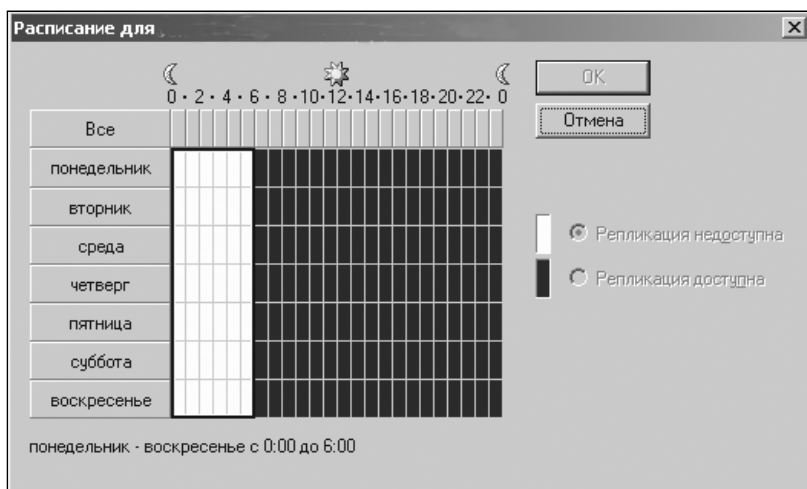 Расписание для
0 · 2 · 4 · 6 · 8 ·10·12·14·16·18·20·22· 0
OK
Отмена
Все
понедельник
вторник
среда
четверг
пятница
суббота
воскресенье
Репликация недоступна
Репликация доступна
понедельник - воскресенье с 0:00 до 6:00